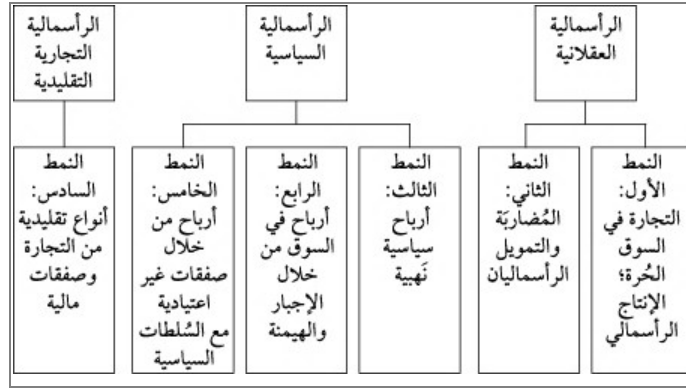 الرأسمالية
العقلانية
الرأسمالية
السياسية
الرأسمالية
التجارية
التقليدية
النمط
الأول:
التجارة في
السوق
الحُرة؛
الإنتاج
الرأسمالي
النمط
الثاني:
المُضاربَة
والتمويل
الرأسماليان
النمط
الثالث:
أرباح
سياسية
نَهبية
النمط
الرابع:
أرباح في
السوق من
خلال
الإجبار
والهيمنة
النمط
الخامس:
أرباح من
خلال
صفقات غير
اعتيادية
مع السُلطات
السياسية
النمط
السادس:
أنواع تقليدية
من التجارة
وصفقات
مالية